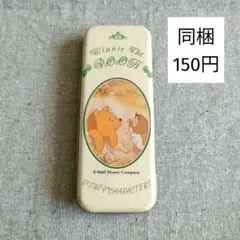 同梱
150円
Winnie The
POOH
© Walt Disney Company
DISNEY CHARACTERS